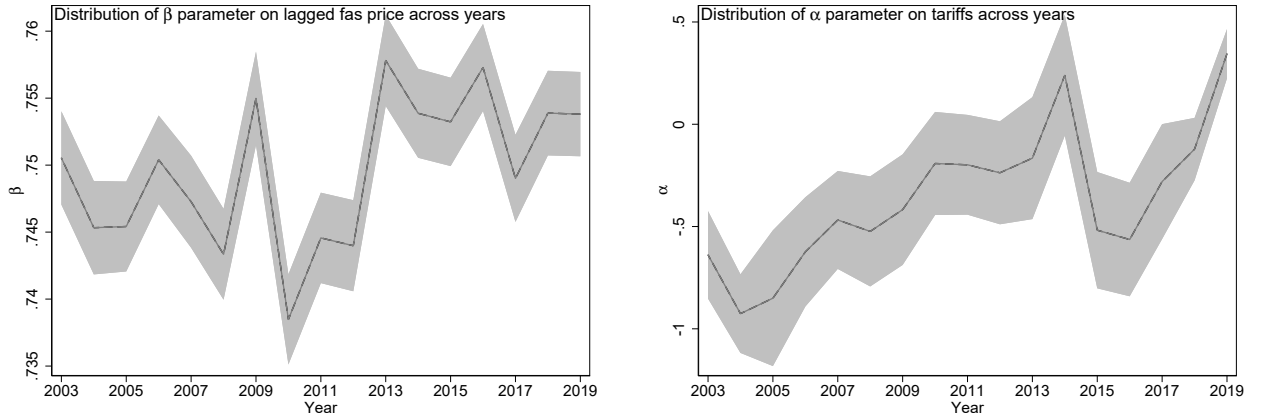 Distribution of β parameter on lagged fas price across years
.76
.755
.75
.745
.74
.735
β
2003 2005 2007 2009 2011 2013 2015 2017 2019
Year
Distribution of α parameter on tariffs across years
.5
0
-.5
-1
α
2003 2005 2007 2009 2011 2013 2015 2017 2019
Year